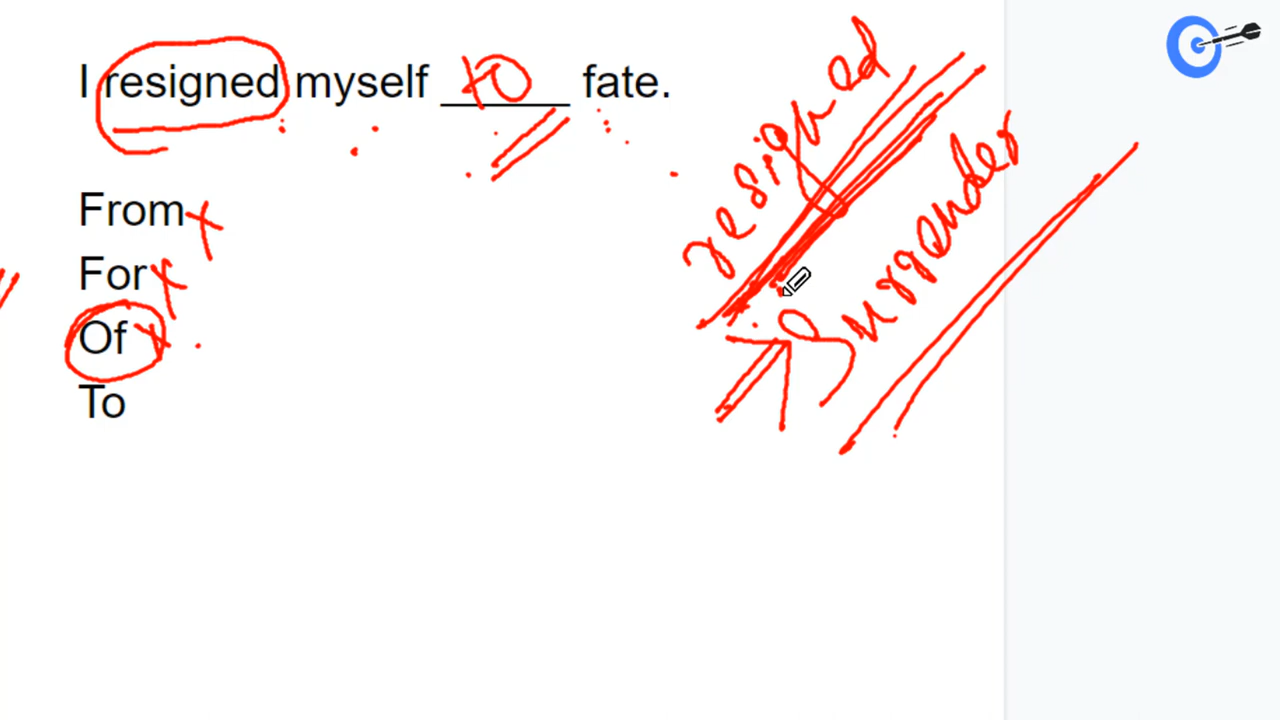 I resigned myself to fate.
From x
For x
Of x
To
resigned
Surrender